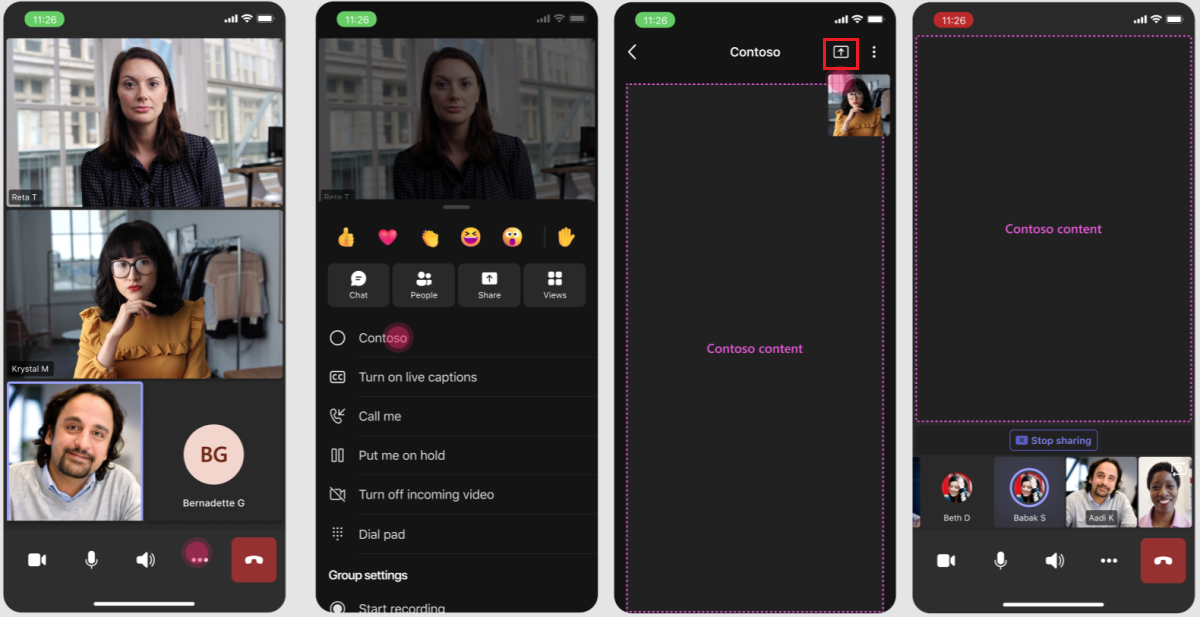 11:26
Reta T
Krystal M
BG
Bernadette G
11:26
Reta T
Chat
People
Share
Views
Contoso
CC
Turn on live captions
Call me
Put me on hold
Turn off incoming video
Dial pad
Group settings
Start recording
11:26
Contoso
Contoso content
11:26
Contoso content
Stop sharing
Beth D
Babak S
Aadi K